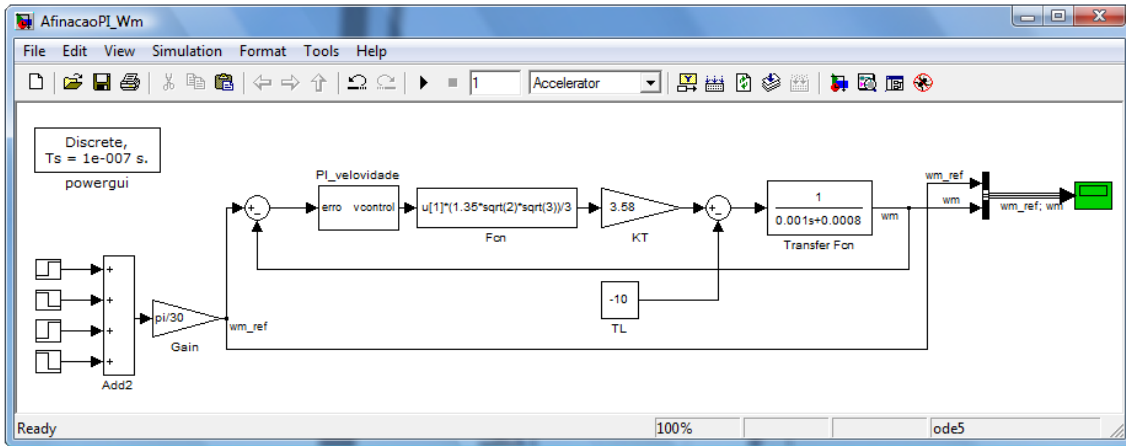 AfinacaoPI_Wm
File Edit View Simulation Format Tools Help
1 Accelerator
Discrete,
Ts = 1e-007 s.
powergui
PI_velovidade
erro vcontrol
u[1]*(1.35*sqrt(2)*sqrt(3))/3
Fcn
3.58
KT
1
0.001s+0.0008
Transfer Fcn
wm
wm_ref
wm
wm_ref; wm
-10
TL
pi/30
Gain
wm_ref
Add2
Ready 100% ode5